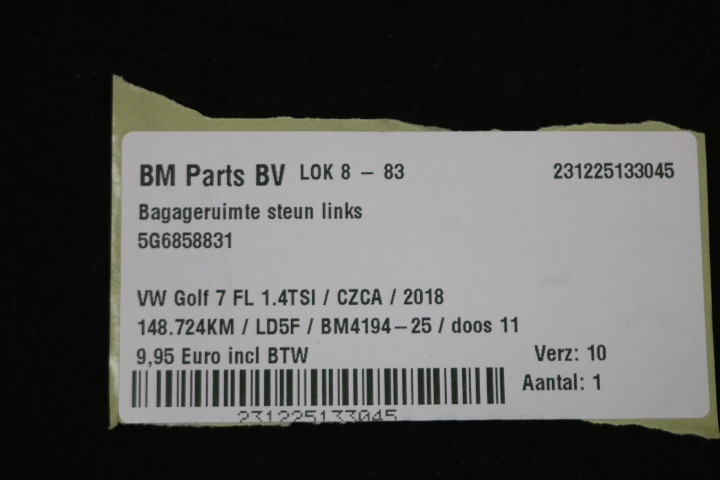 BM Parts BV LOK 8 - 83 231225133045
Bagageruimte steun links
5G6858831
VW Golf 7 FL 1.4TSI / CZCA / 2018
148.724KM / LD5F / BM4194-25 / doos 11
9,95 Euro incl BTW Verz: 10
Aantal: 1
231225133045